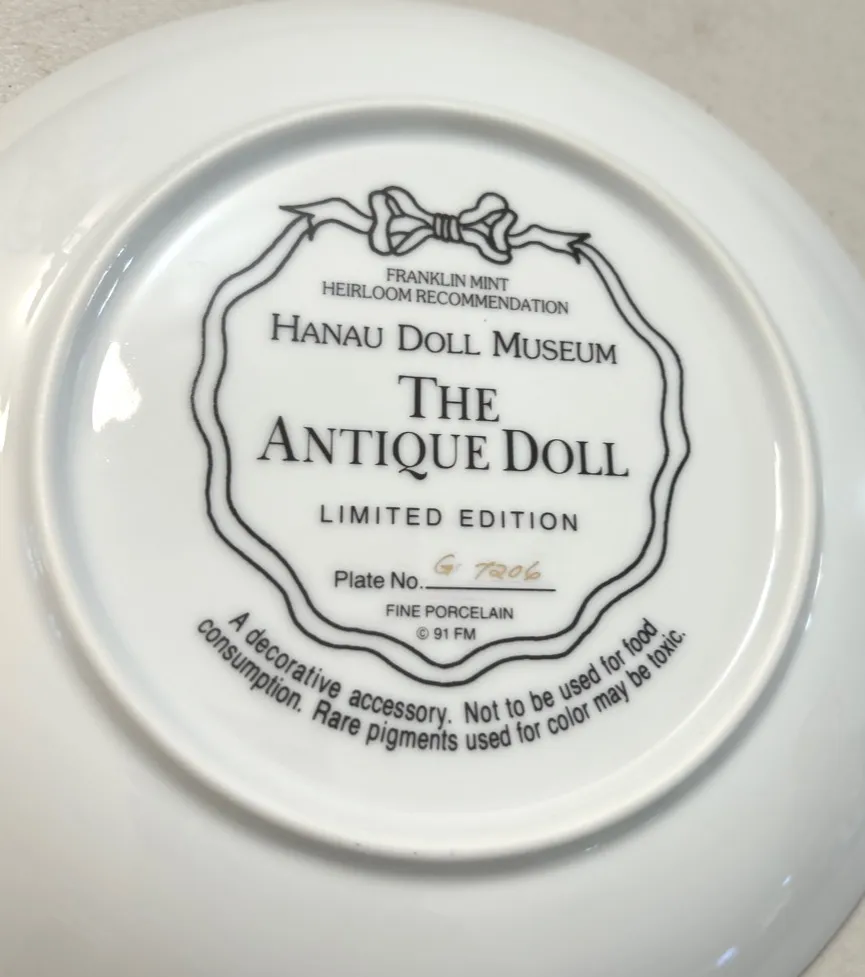 FRANKLIN MINT
HEIRLOOM RECOMMENDATION
HANAU DOLL MUSEUM
THE
ANTIQUE DOLL
LIMITED EDITION
Plate No. G 7206
FINE PORCELAIN
© 91 FM
A decorative accessory. Not to be used for food
consumption. Rare pigments used for color may be toxic.